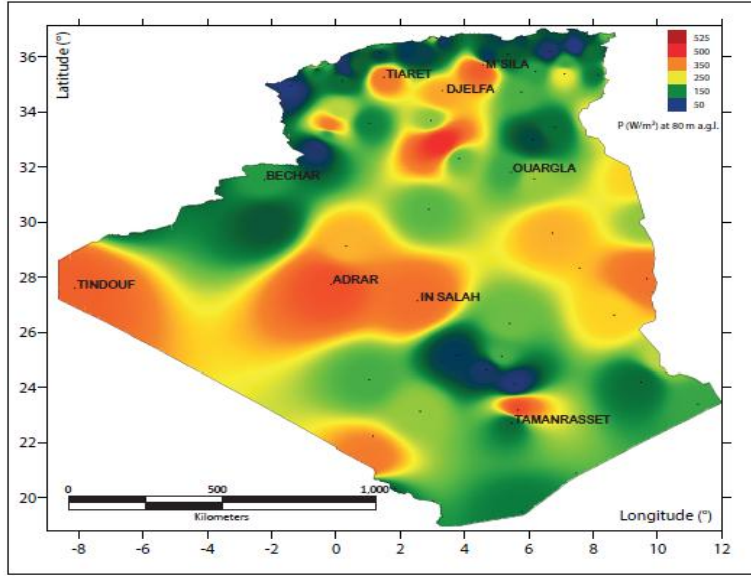 36
34
32
30
28
26
24
22
20
Latitude (°)
TIARET
M'SILA
DJELFA
BECHAR
OUARGLA
TINDOUF
ADRAR
IN SALAH
TAMANRASSET
525
500
350
250
150
50
P (W/m²) at 80 m a.g.l.
0 500 1,000
Kilometers
Longitude (°)
-8 -6 -4 -2 0 2 4 6 8 10 12